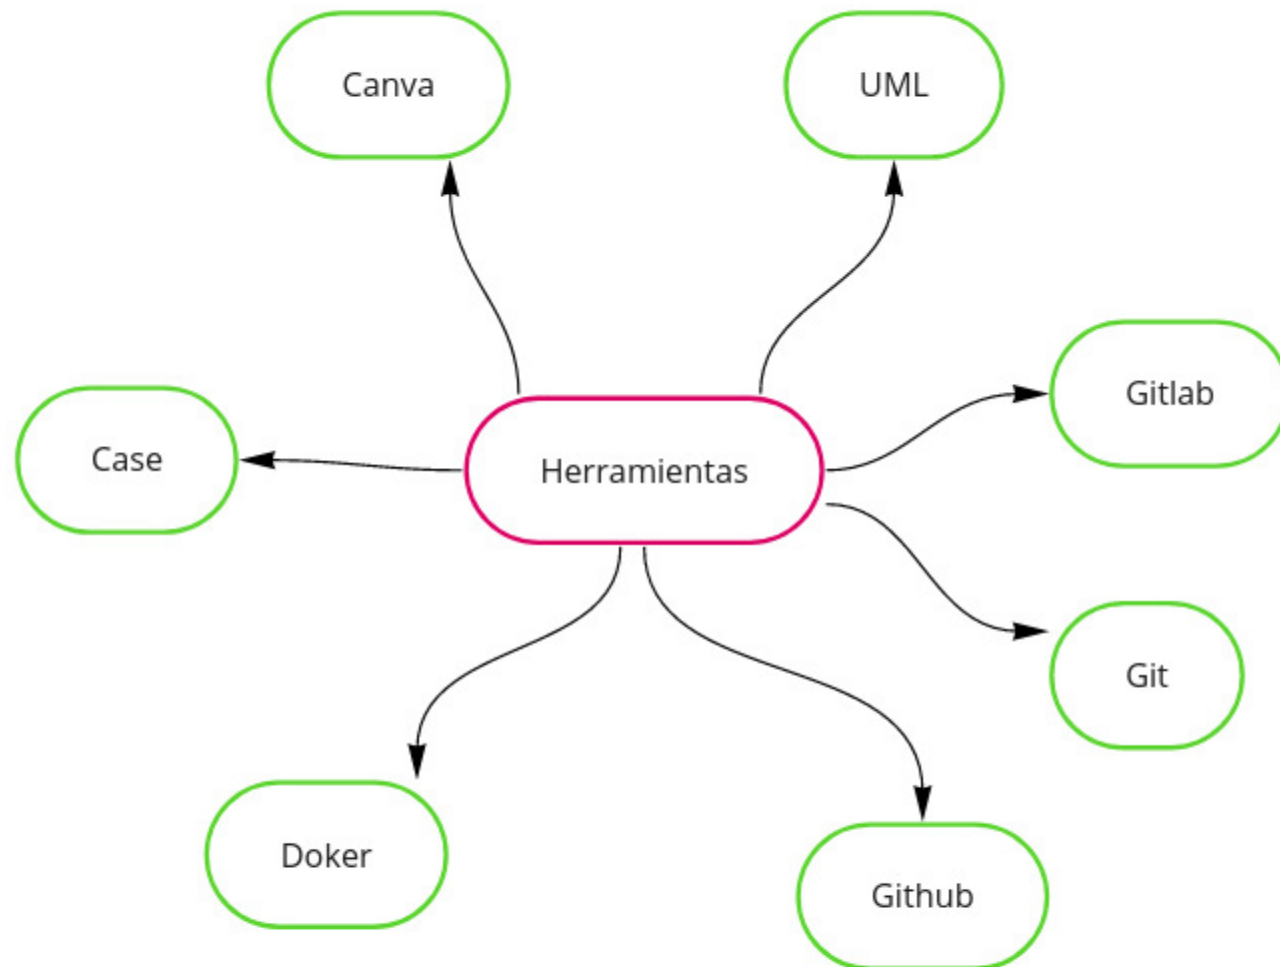 Canva
UML
Gitlab
Case
Herramientas
Git
Doker
Github